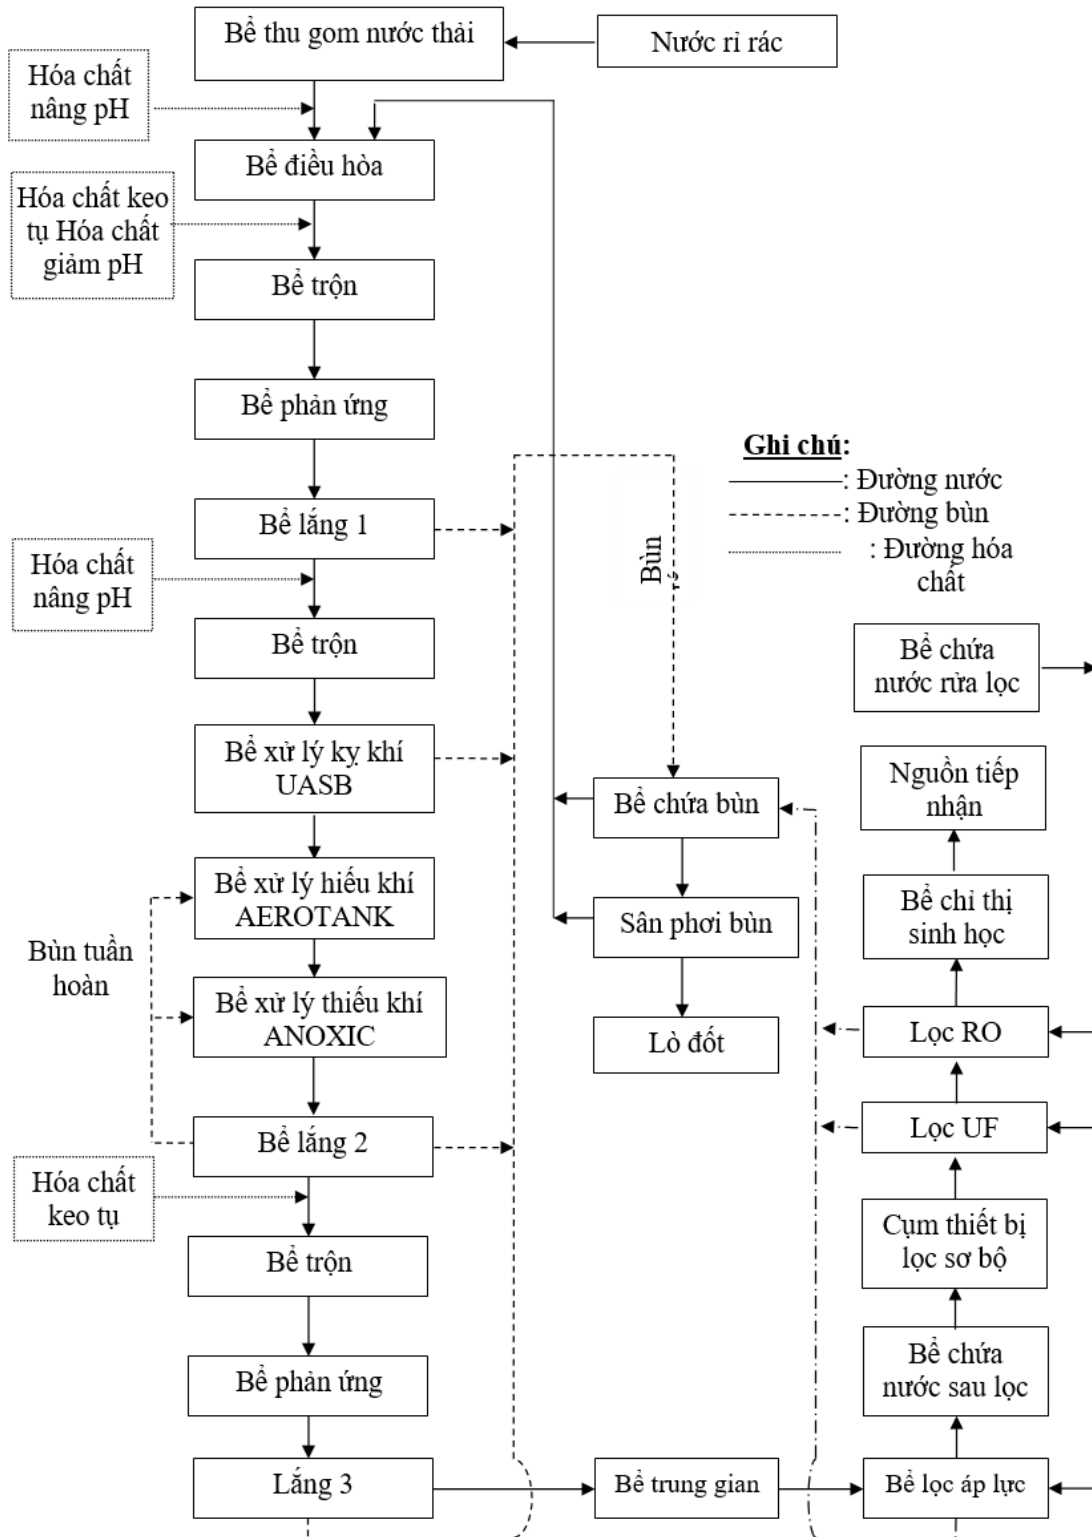 Bể thu gom nước thải
Nước rỉ rác
Hóa chất
nâng pH
Bể điều hòa
Hóa chất keo
tụ Hóa chất
giảm pH
Bể trộn
Bể phản ứng
Ghi chú:
: Đường nước
: Đường bùn
: Đường hóa
chất
Bể lắng 1
Hóa chất
nâng pH
Bùn
Bể trộn
Bể chứa
nước rửa lọc
Bể xử lý kỵ khí
UASB
Bể chứa bùn
Nguồn tiếp
nhận
Bể xử lý hiếu khí
AEROTANK
Sân phơi bùn
Bể chỉ thị
sinh học
Bùn tuần
hoàn
Bể xử lý thiếu khí
ANOXIC
Lò đốt
Lọc RO
Bể lắng 2
Lọc UF
Hóa chất
keo tụ
Bể trộn
Cụm thiết bị
lọc sơ bộ
Bể phản ứng
Bể chứa
nước sau lọc
Lắng 3
Bể trung gian
Bể lọc áp lực